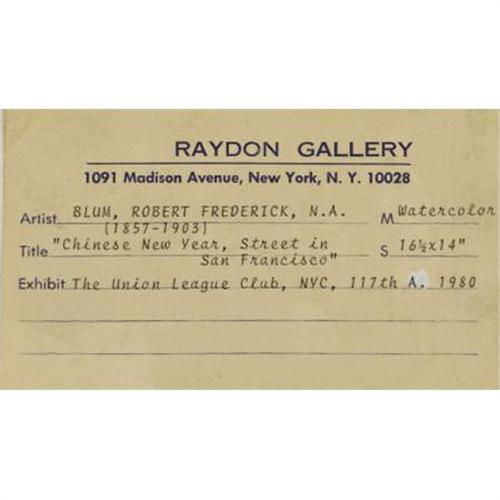 RAYDON GALLERY
1091 Madison Avenue, New York, N. Y. 10028
Artist BLUM, ROBERT FREDERICK, N.A. M Watercolor
(1857-1903)
Title "Chinese New Year, Street in S 16½x14"
San Francisco"
Exhibit The Union League Club, NYC, 117th A. 1980